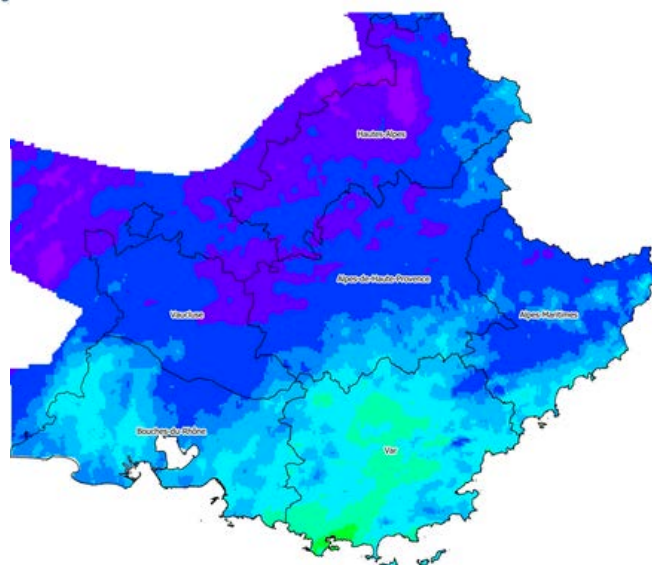 Hautes-Alpes
Alpes-de-Haute-Provence
Vaucluse
Alpes-Maritimes
Bouches-du-Rhône
Var